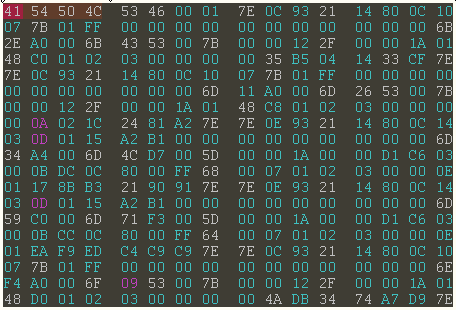 41 54 50 4C 53 46 00 01 7E 0C 93 21 14 80 0C 10
07 7B 01 FF 00 00 00 00 00 00 00 00 00 00 00 6B
2E A0 00 6B 43 53 00 7B 00 00 12 2F 00 00 1A 01
48 C0 01 02 03 00 00 00 00 35 B5 04 14 33 CF 7E
7E 0C 93 21 14 80 0C 10 07 7B 01 FF 00 00 00 00
00 00 00 00 00 00 00 6D 11 A0 00 6D 26 53 00 7B
00 00 12 2F 00 00 1A 01 48 C8 01 02 03 00 00 00
00 0A 02 1C 24 81 A2 7E 7E 0E 93 21 14 80 0C 14
03 0D 01 15 A2 B1 00 00 00 00 00 00 00 00 00 6D
34 A4 00 6D 4C D7 00 5D 00 00 1A 00 00 D1 C6 03
00 0B DC 0C 80 00 FF 68 00 07 01 02 03 00 00 0E
01 17 8B B3 21 90 91 7E 7E 0E 93 21 14 80 0C 14
03 0D 01 15 A2 B1 00 00 00 00 00 00 00 00 00 6D
59 C0 00 6D 71 F3 00 5D 00 00 1A 00 00 D1 C6 03
00 0B CC 0C 80 00 FF 64 00 07 01 02 03 00 00 0E
01 EA F9 ED C4 C9 C9 7E 7E 0C 93 21 14 80 0C 10
07 7B 01 FF 00 00 00 00 00 00 00 00 00 00 00 6E
F4 A0 00 6F 09 53 00 7B 00 00 12 2F 00 00 1A 01
48 D0 01 02 03 00 00 00 00 4A DB 34 74 A7 D9 7E